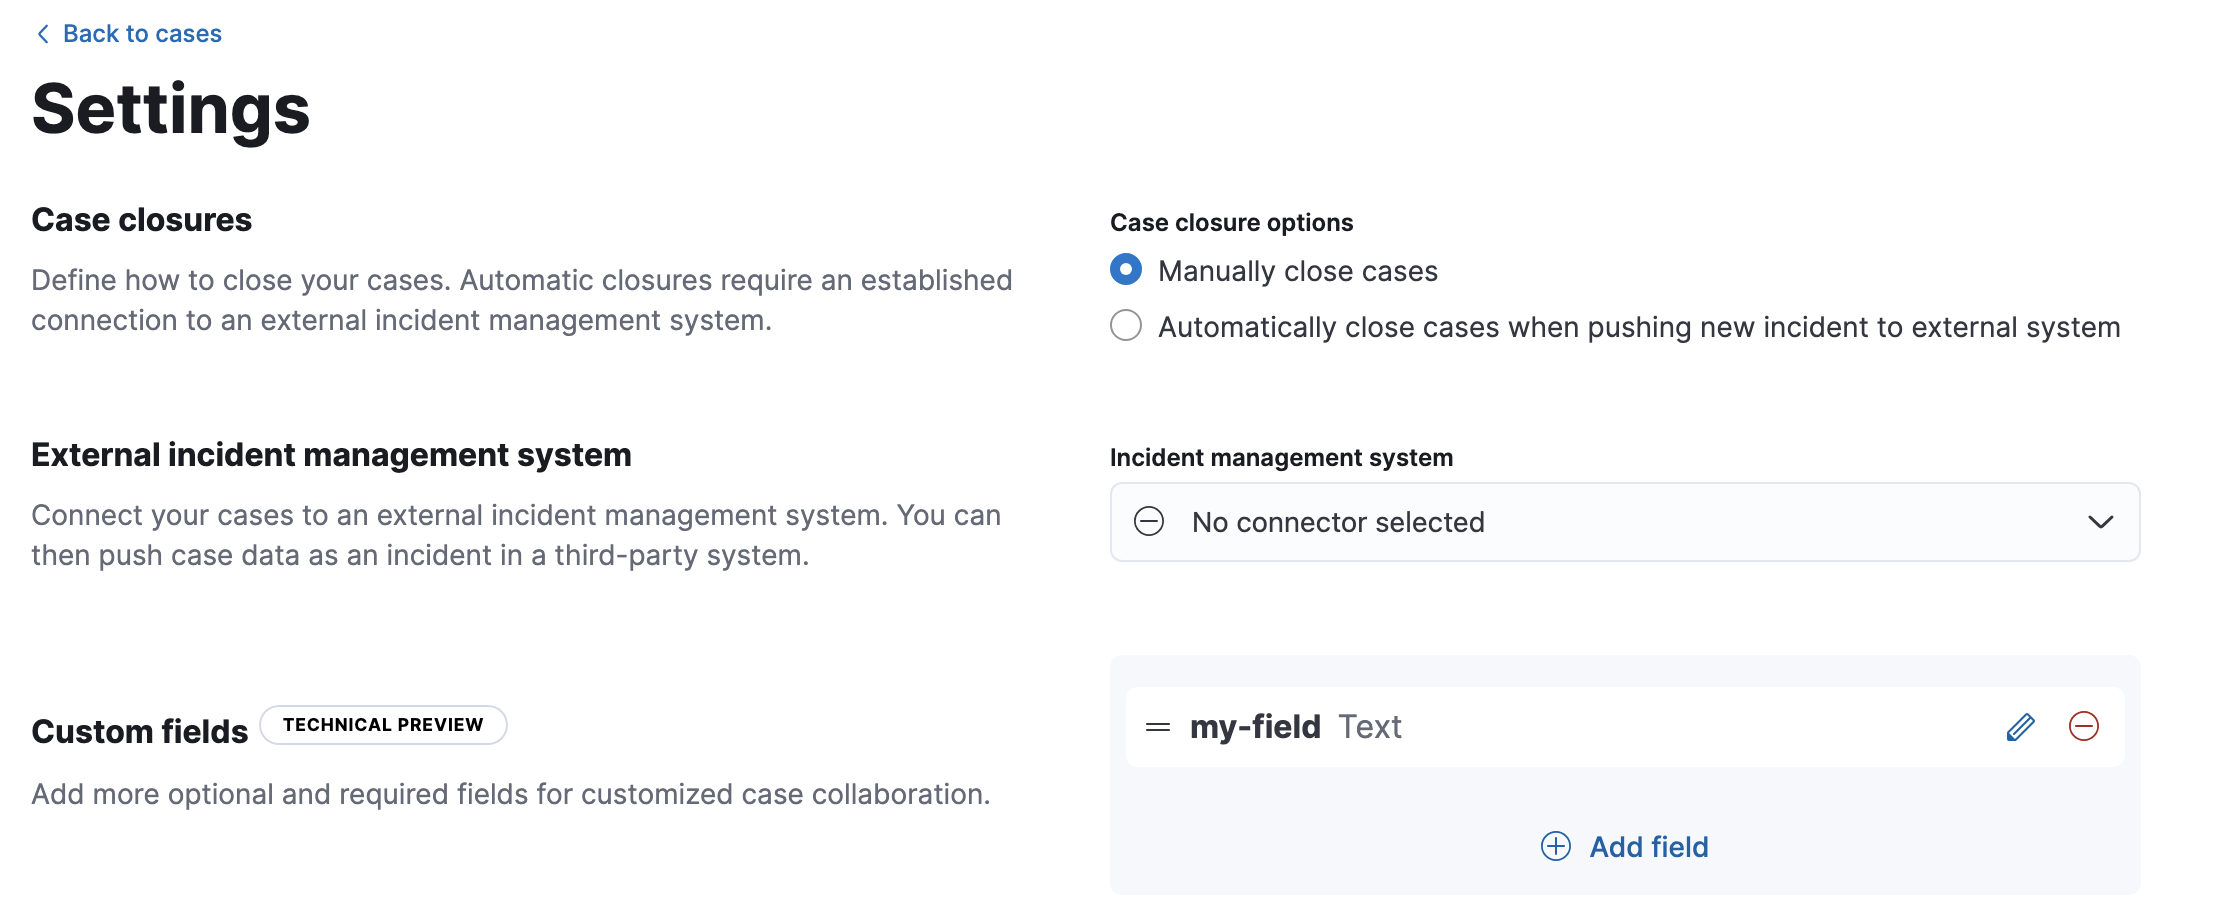 Back to cases
Settings
Case closures
Define how to close your cases. Automatic closures require an established
connection to an external incident management system.
Case closure options
Manually close cases
Automatically close cases when pushing new incident to external system
External incident management system
Connect your cases to an external incident management system. You can
then push case data as an incident in a third-party system.
Incident management system
No connector selected
Custom fields TECHNICAL PREVIEW
Add more optional and required fields for customized case collaboration.
my-field Text
Add field